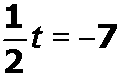 1/2 t = −7